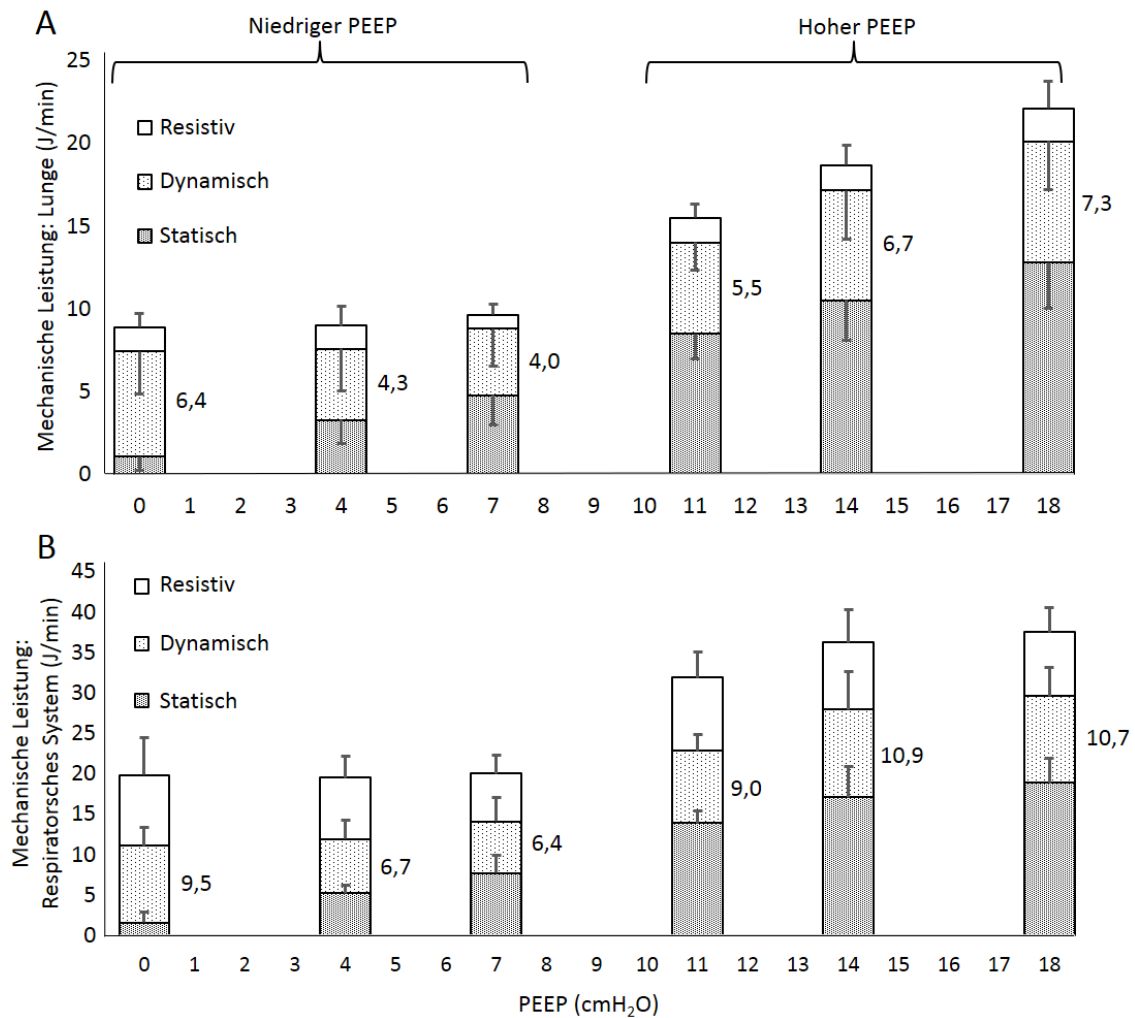 A
Niedriger PEEP
Hoher PEEP
Mechanische Leistung: Lunge (J/min)
25
20
15
10
5
0
Resistiv
Dynamisch
Statisch
6,4
4,3
4,0
5,5
6,7
7,3
0 1 2 3 4 5 6 7 8 9 10 11 12 13 14 15 16 17 18
B
Mechanische Leistung:
Respiratorsches System (J/min)
45
40
35
30
25
20
15
10
5
0
Resistiv
Dynamisch
Statisch
9,5
6,7
6,4
9,0
10,9
10,7
0 1 2 3 4 5 6 7 8 9 10 11 12 13 14 15 16 17 18
PEEP (cmH₂O)